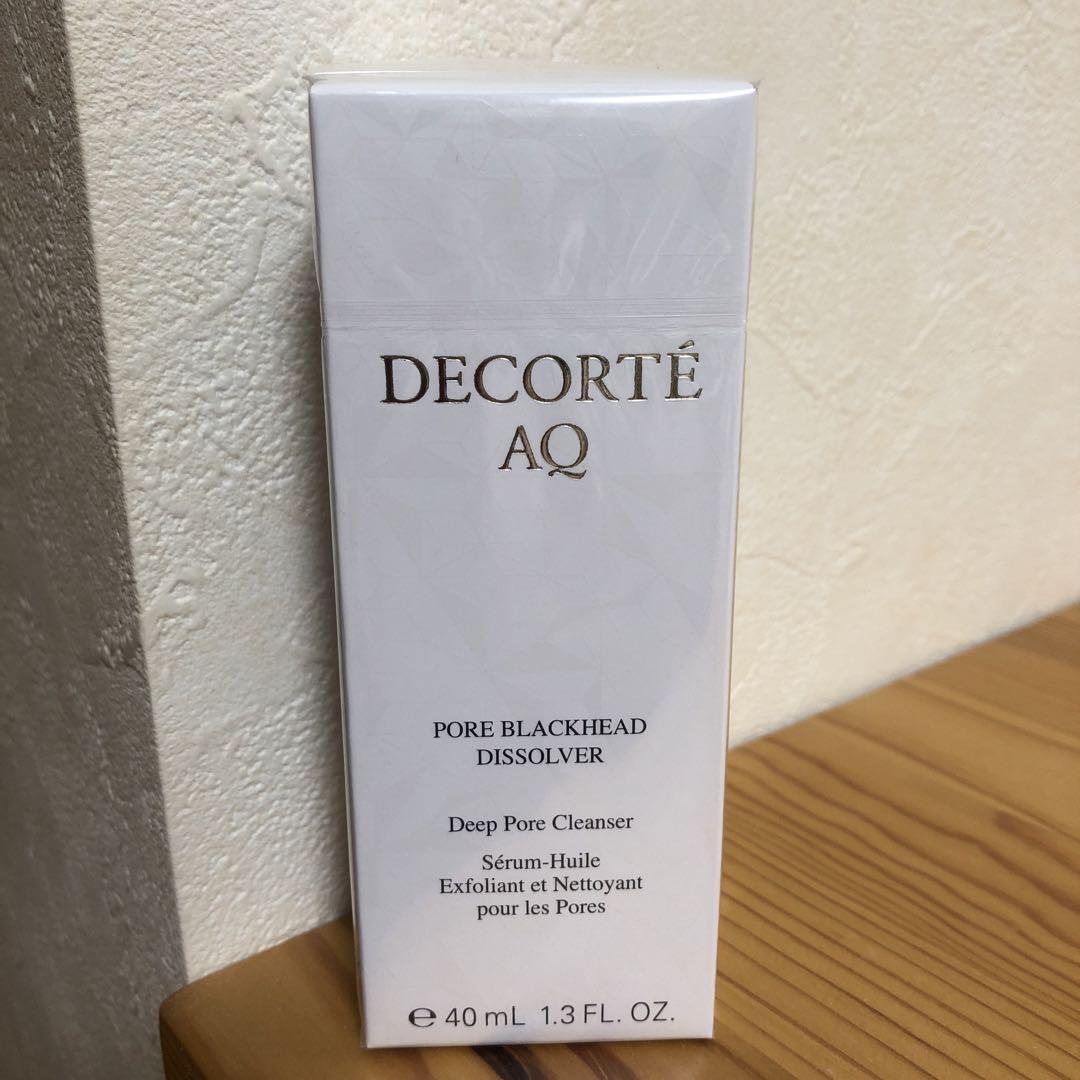 DECORTÉ
AQ
PORE BLACKHEAD
DISSOLVER
Deep Pore Cleanser
Sérum-Huile
Exfoliant et Nettoyant
pour les Pores
℮ 40 mL 1.3 FL. OZ.